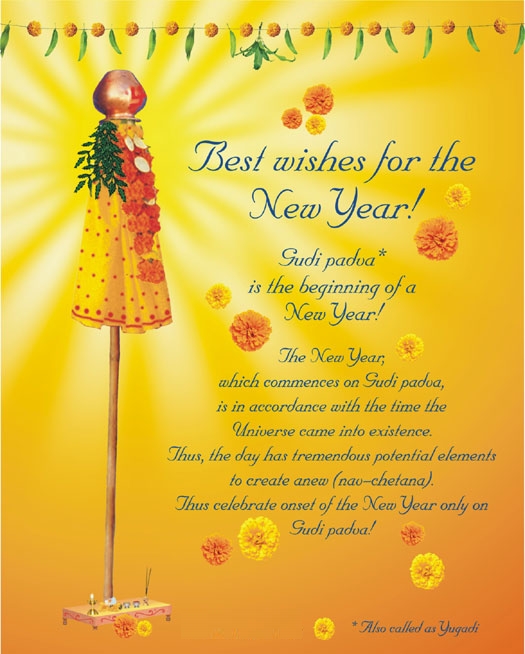 Best wishes for the
New Year!
Gudi padva*
is the beginning of a
New Year!
The New Year,
which commences on Gudi padva,
is in accordance with the time the
Universe came into existence.
Thus, the day has tremendous potential elements
to create anew (nav-chetana).
Thus celebrate onset of the New Year only on
Gudi padva!
* Also called as Yugadi